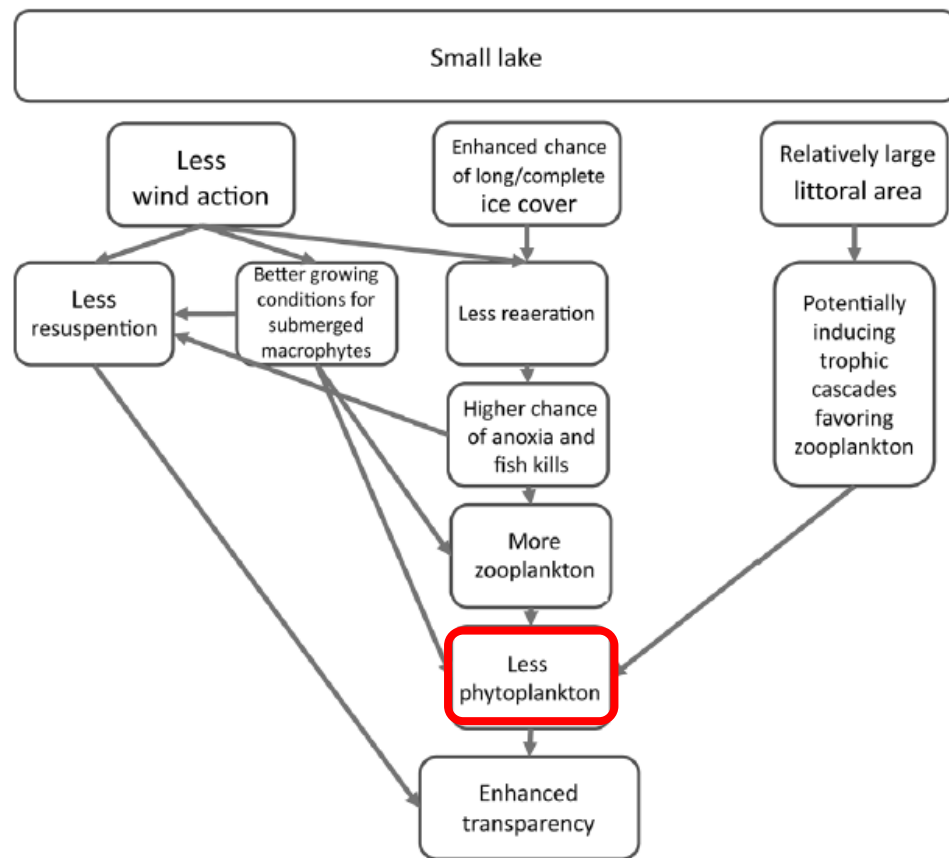 Small lake
Less
wind action
Enhanced chance
of long/complete
ice cover
Relatively large
littoral area
Less
resuspention
Better growing
conditions for
submerged
macrophytes
Less reaeration
Potentially
inducing
trophic
cascades
favoring
zooplankton
Higher chance
of anoxia and
fish kills
More
zooplankton
Less
phytoplankton
Enhanced
transparency